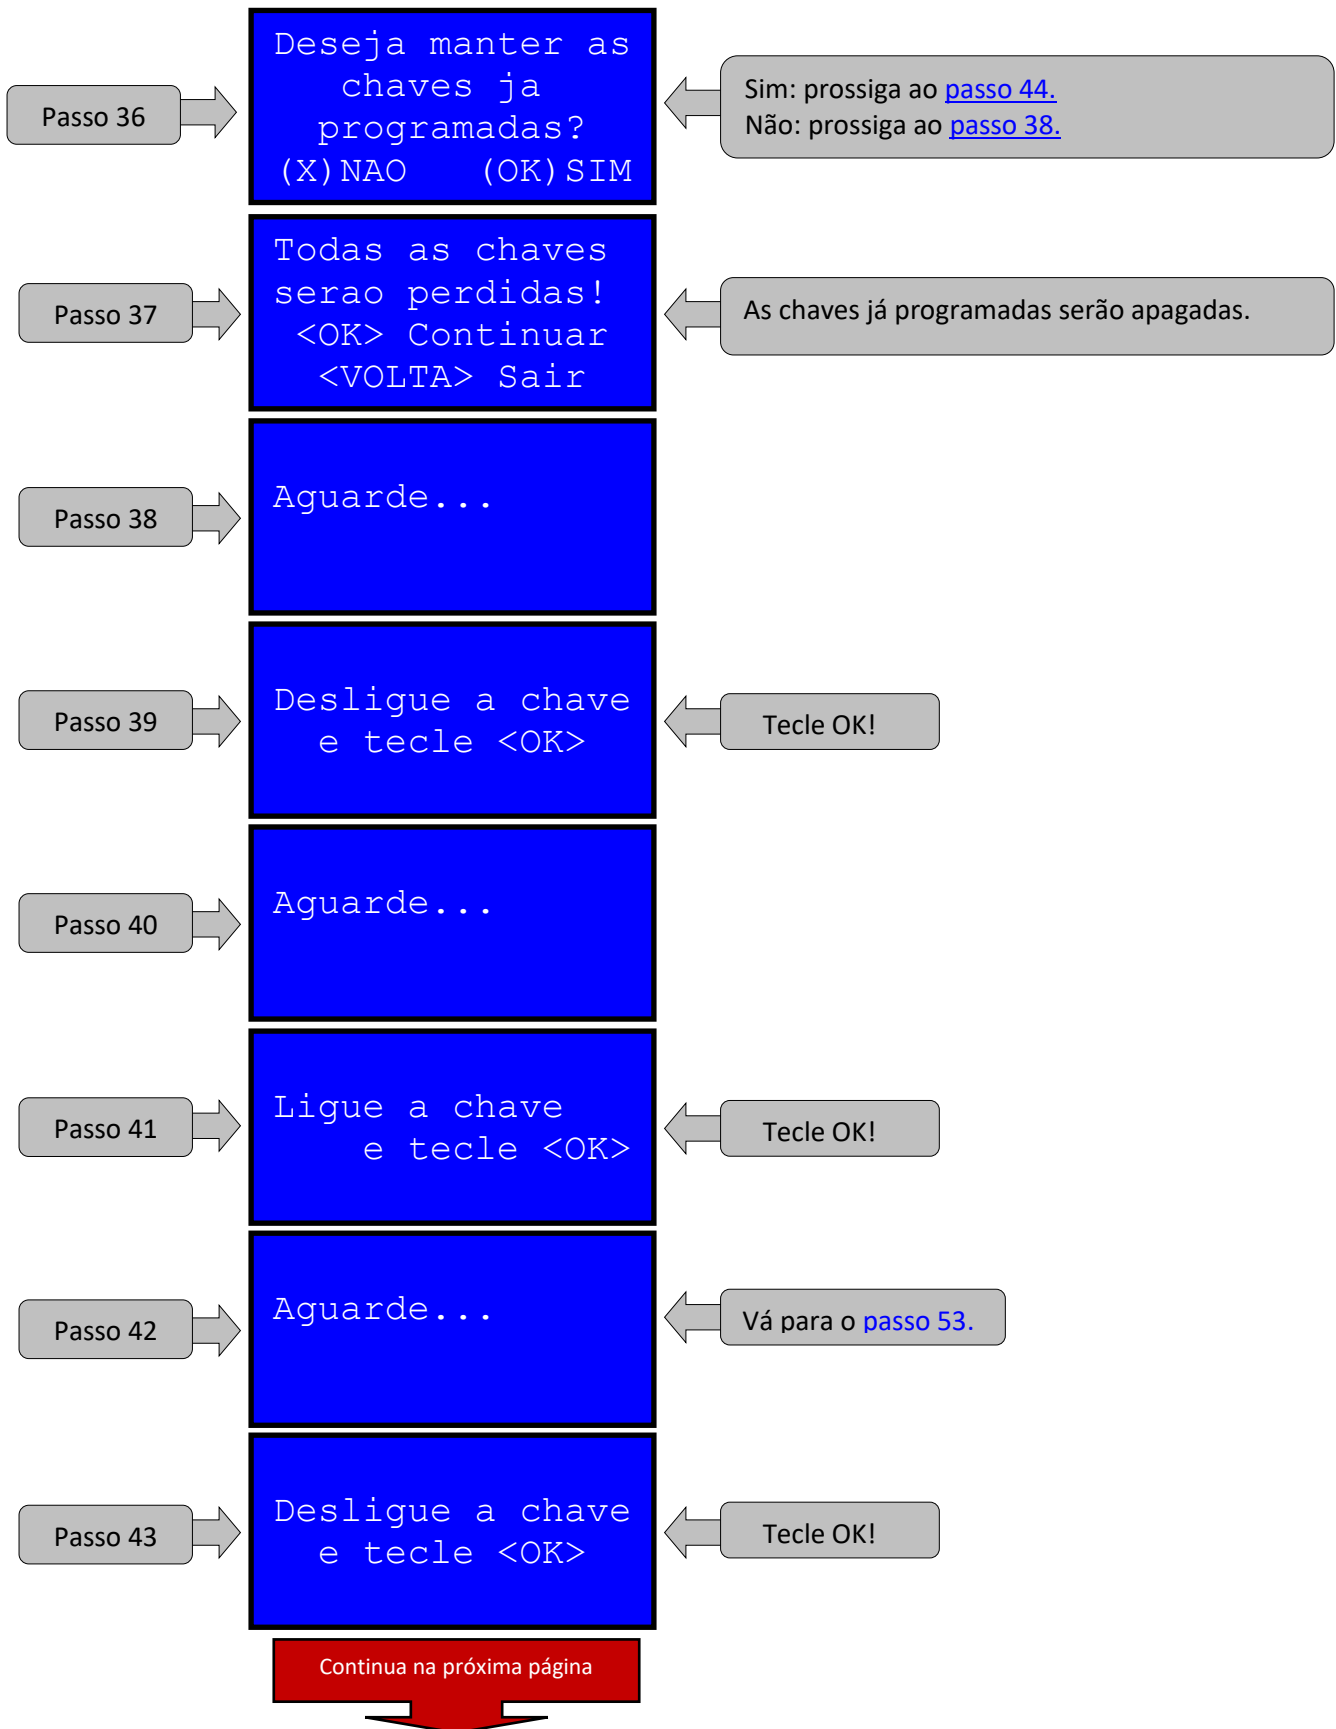 Passo 36
Deseja manter as
chaves ja
programadas?
(X)NAO (OK)SIM
Sim: prossiga ao passo 44.
Não: prossiga ao passo 38.
Passo 37
Todas as chaves
serao perdidas!
<OK> Continuar
<VOLTA> Sair
As chaves já programadas serão apagadas.
Passo 38
Aguarde...
Passo 39
Desligue a chave
e tecle <OK>
Tecle OK!
Passo 40
Aguarde...
Passo 41
Ligue a chave
e tecle <OK>
Tecle OK!
Passo 42
Aguarde...
Vá para o passo 53.
Passo 43
Desligue a chave
e tecle <OK>
Tecle OK!
Continua na próxima página